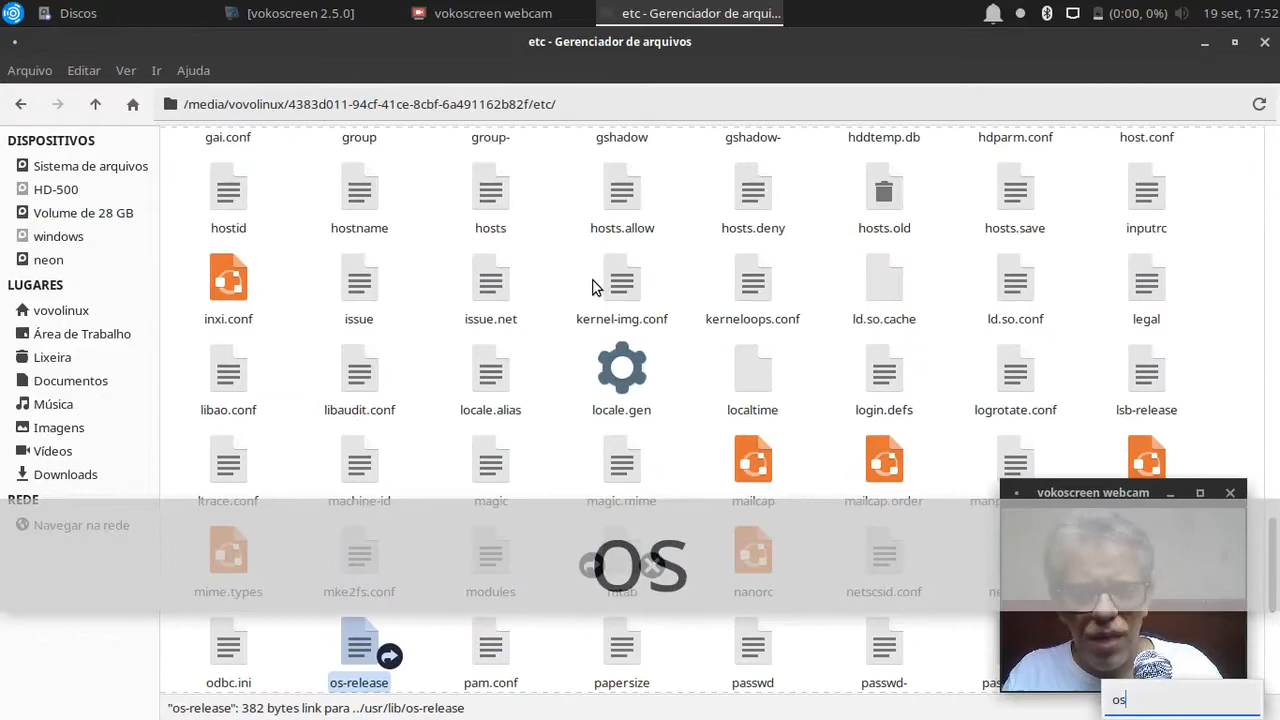 Discos
[vokoscreen 2.5.0]
vokoscreen webcam
etc - Gerenciador de arqui...
(0:00, 0%)
19 set, 17:52
etc - Gerenciador de arquivos
Arquivo
Editar
Ver
Ir
Ajuda
/media/vovolinux/4383d011-94cf-41ce-8cbf-6a491162b82f/etc/
DISPOSITIVOS
Sistema de arquivos
HD-500
Volume de 28 GB
windows
neon
LUGARES
vovolinux
Área de Trabalho
Lixeira
Documentos
Música
Imagens
Vídeos
Downloads
REDE
Navegar na rede
gai.conf group group- gshadow gshadow- hddtemp.db hdparm.conf host.conf
hostid hostname hosts hosts.allow hosts.deny hosts.old hosts.save inputrc
inxi.conf issue issue.net kernel-img.conf kerneloops.conf ld.so.cache ld.so.conf legal
libao.conf libaudit.conf locale.alias locale.gen localtime login.defs logrotate.conf lsb-release
ltrace.conf machine-id magic magic.mime mailcap mailcap.order
mime.types mke2fs.conf modules mtab nanorc netscsid.conf
os
odbc.ini os-release pam.conf papersize passwd passwd-
vokoscreen webcam
os
"os-release": 382 bytes link para ../usr/lib/os-release